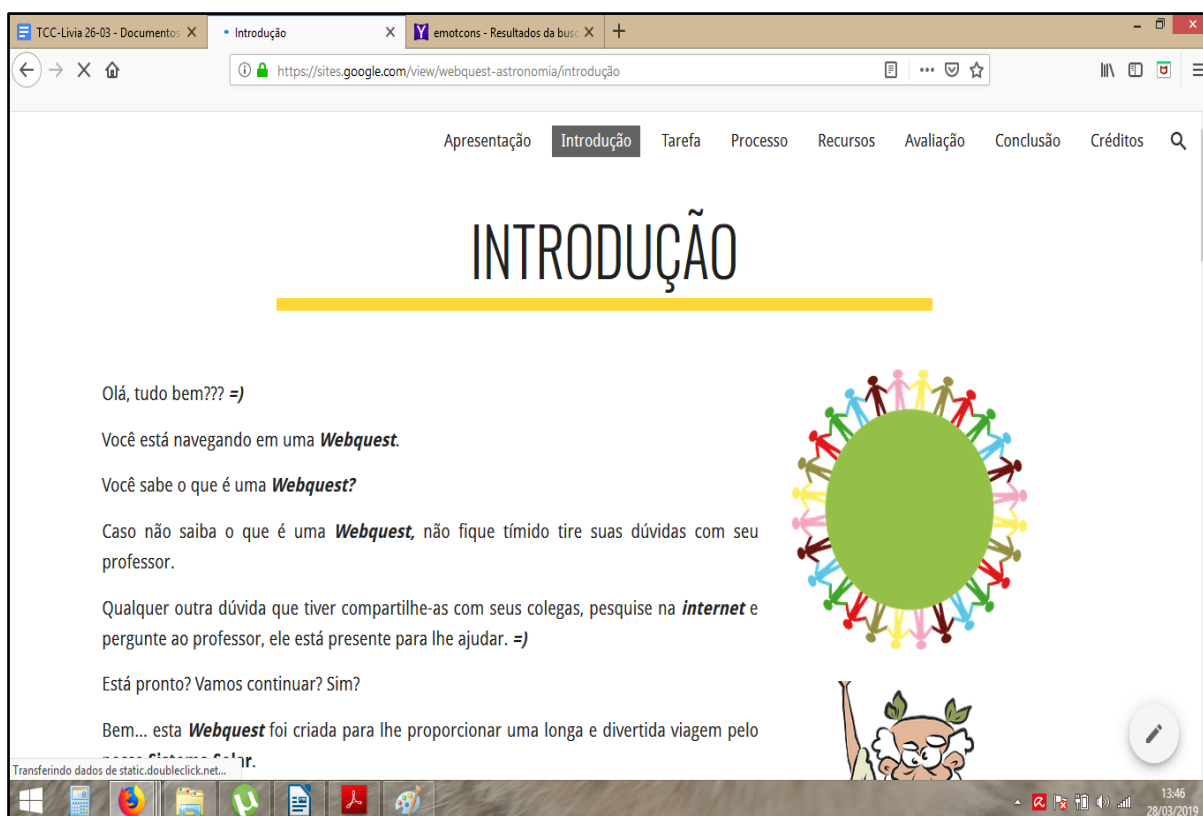 TCC-Livia 26-03 - Documentos
Introdução
emotcons - Resultados da busc
https://sites.google.com/view/webquest-astronomia/introdução
Apresentação Introdução Tarefa Processo Recursos Avaliação Conclusão Créditos
INTRODUÇÃO
Olá, tudo bem??? =)
Você está navegando em uma Webquest.
Você sabe o que é uma Webquest?
Caso não saiba o que é uma Webquest, não fique tímido tire suas dúvidas com seu
professor.
Qualquer outra dúvida que tiver compartilhe-as com seus colegas, pesquise na internet e
pergunte ao professor, ele está presente para lhe ajudar. =)
Está pronto? Vamos continuar? Sim?
Bem... esta Webquest foi criada para lhe proporcionar uma longa e divertida viagem pelo
nosso Sistema Solar.
Transferindo dados de static.doubleclick.net...
13:46
28/03/2019